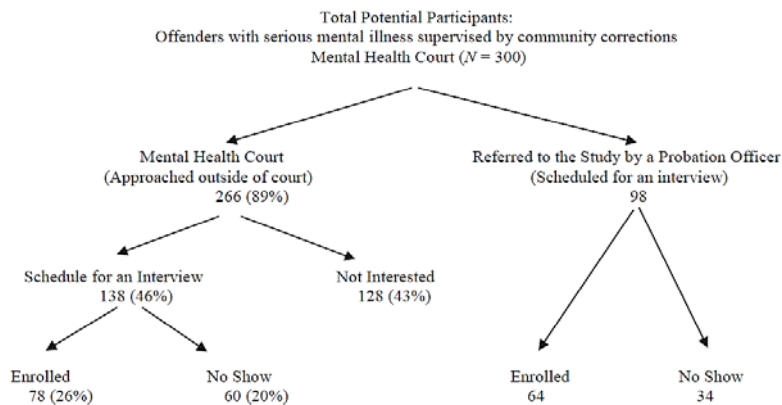 Total Potential Participants:
Offenders with serious mental illness supervised by community corrections
Mental Health Court (N = 300)
Mental Health Court
(Approached outside of court)
266 (89%)
Referred to the Study by a Probation Officer
(Scheduled for an interview)
98
Schedule for an Interview
138 (46%)
Not Interested
128 (43%)
Enrolled
78 (26%)
No Show
60 (20%)
Enrolled
64
No Show
34